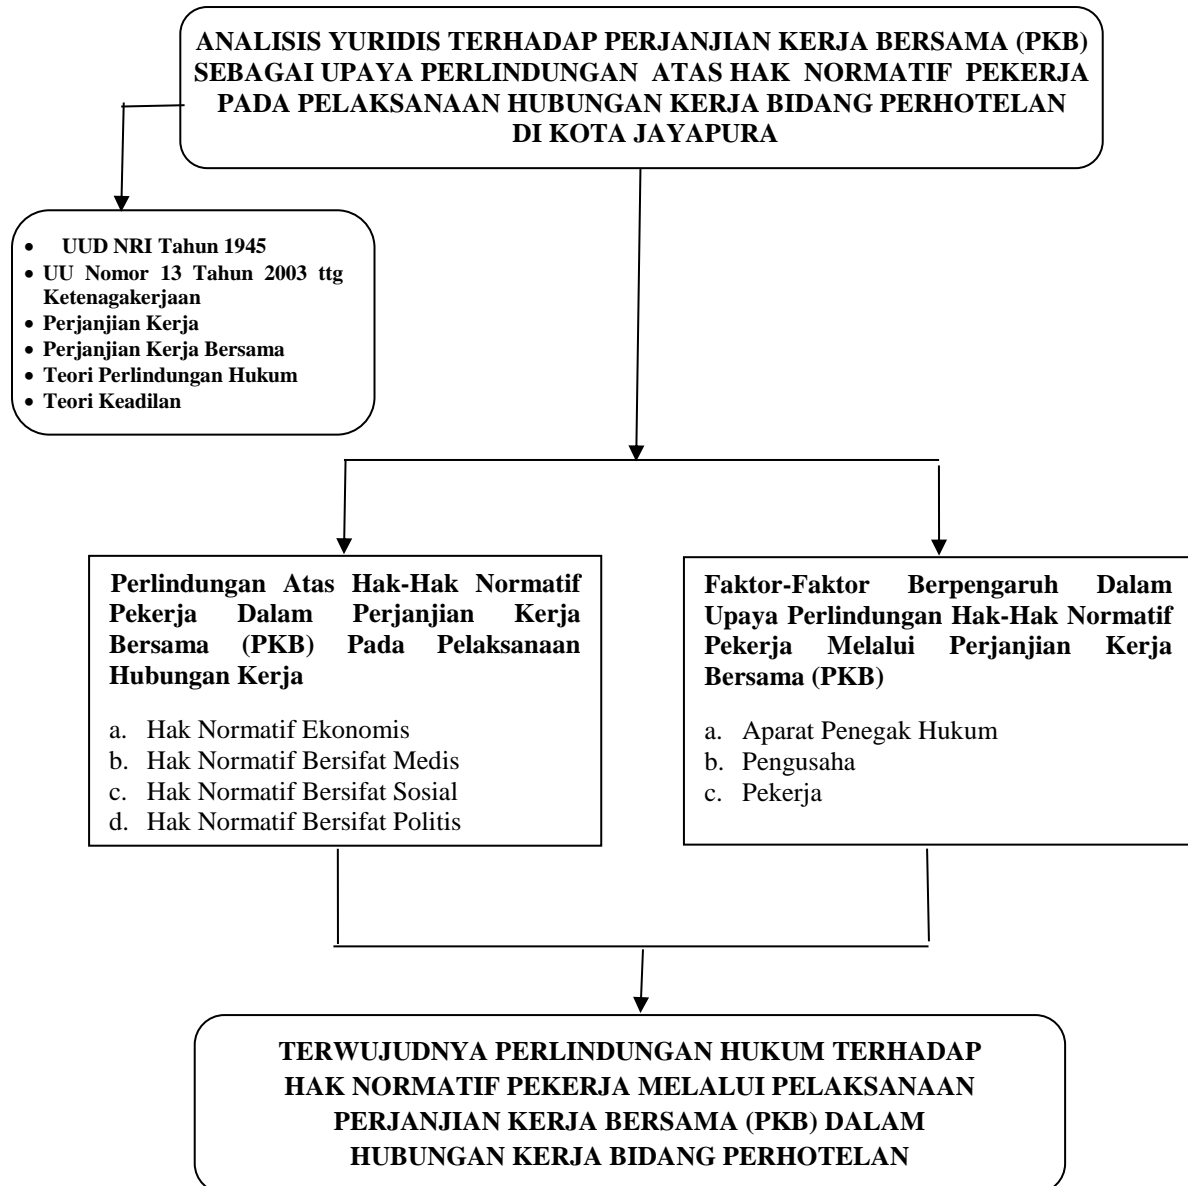 ANALISIS YURIDIS TERHADAP PERJANJIAN KERJA BERSAMA (PKB)
SEBAGAI UPAYA PERLINDUNGAN ATAS HAK NORMATIF PEKERJA
PADA PELAKSANAAN HUBUNGAN KERJA BIDANG PERHOTELAN
DI KOTA JAYAPURA
• UUD NRI Tahun 1945
• UU Nomor 13 Tahun 2003 ttg
Ketenagakerjaan
• Perjanjian Kerja
• Perjanjian Kerja Bersama
• Teori Perlindungan Hukum
• Teori Keadilan
Perlindungan Atas Hak-Hak Normatif
Pekerja Dalam Perjanjian Kerja
Bersama (PKB) Pada Pelaksanaan
Hubungan Kerja
a. Hak Normatif Ekonomis
b. Hak Normatif Bersifat Medis
c. Hak Normatif Bersifat Sosial
d. Hak Normatif Bersifat Politis
Faktor-Faktor Berpengaruh Dalam
Upaya Perlindungan Hak-Hak Normatif
Pekerja Melalui Perjanjian Kerja
Bersama (PKB)
a. Aparat Penegak Hukum
b. Pengusaha
c. Pekerja
TERWUJUDNYA PERLINDUNGAN HUKUM TERHADAP
HAK NORMATIF PEKERJA MELALUI PELAKSANAAN
PERJANJIAN KERJA BERSAMA (PKB) DALAM
HUBUNGAN KERJA BIDANG PERHOTELAN